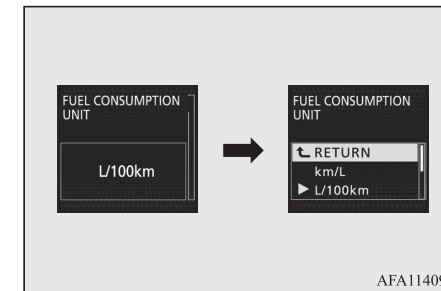 FUEL CONSUMPTION
UNIT
L/100km
FUEL CONSUMPTION
UNIT
RETURN
km/L
L/100km
AFA11409